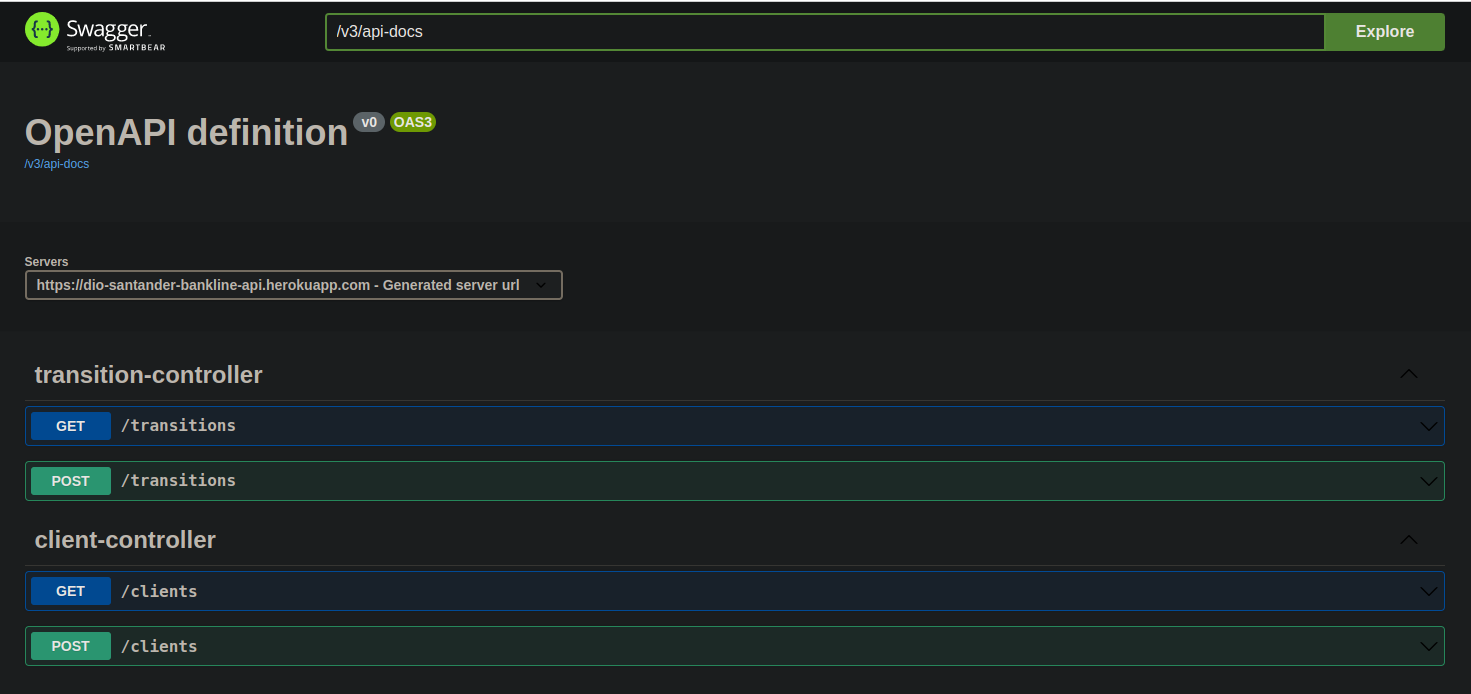 {...} Swagger.
Supported by SMARTBEAR
/v3/api-docs
Explore
OpenAPI definition v0 OAS3
/v3/api-docs
Servers
https://dio-santander-bankline-api.herokuapp.com - Generated server url
transition-controller
GET /transitions
POST /transitions
client-controller
GET /clients
POST /clients